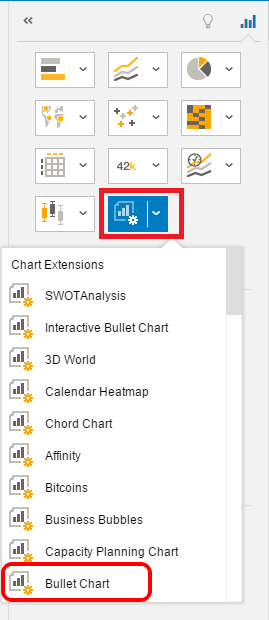 42k
Chart Extensions
SWOTAnalysis
Interactive Bullet Chart
3D World
Calendar Heatmap
Chord Chart
Affinity
Bitcoins
Business Bubbles
Capacity Planning Chart
Bullet Chart